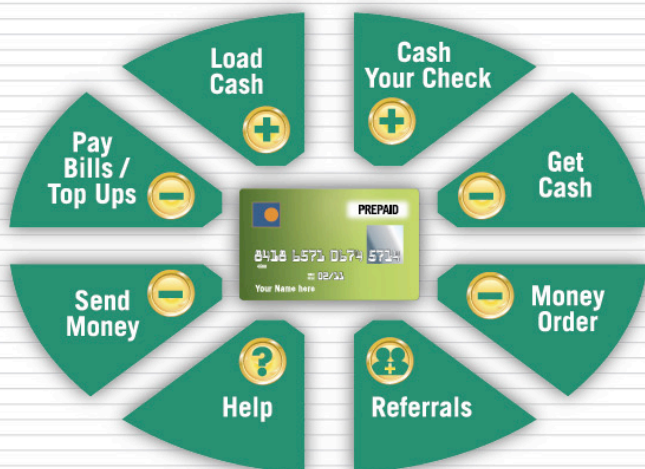 Load
Cash
Cash
Your Check
Pay
Bills /
Top Ups
Get
Cash
PREPAID
8418 6571 0674 5714
02/11
Your Name here
Send
Money
Money
Order
Help
Referrals